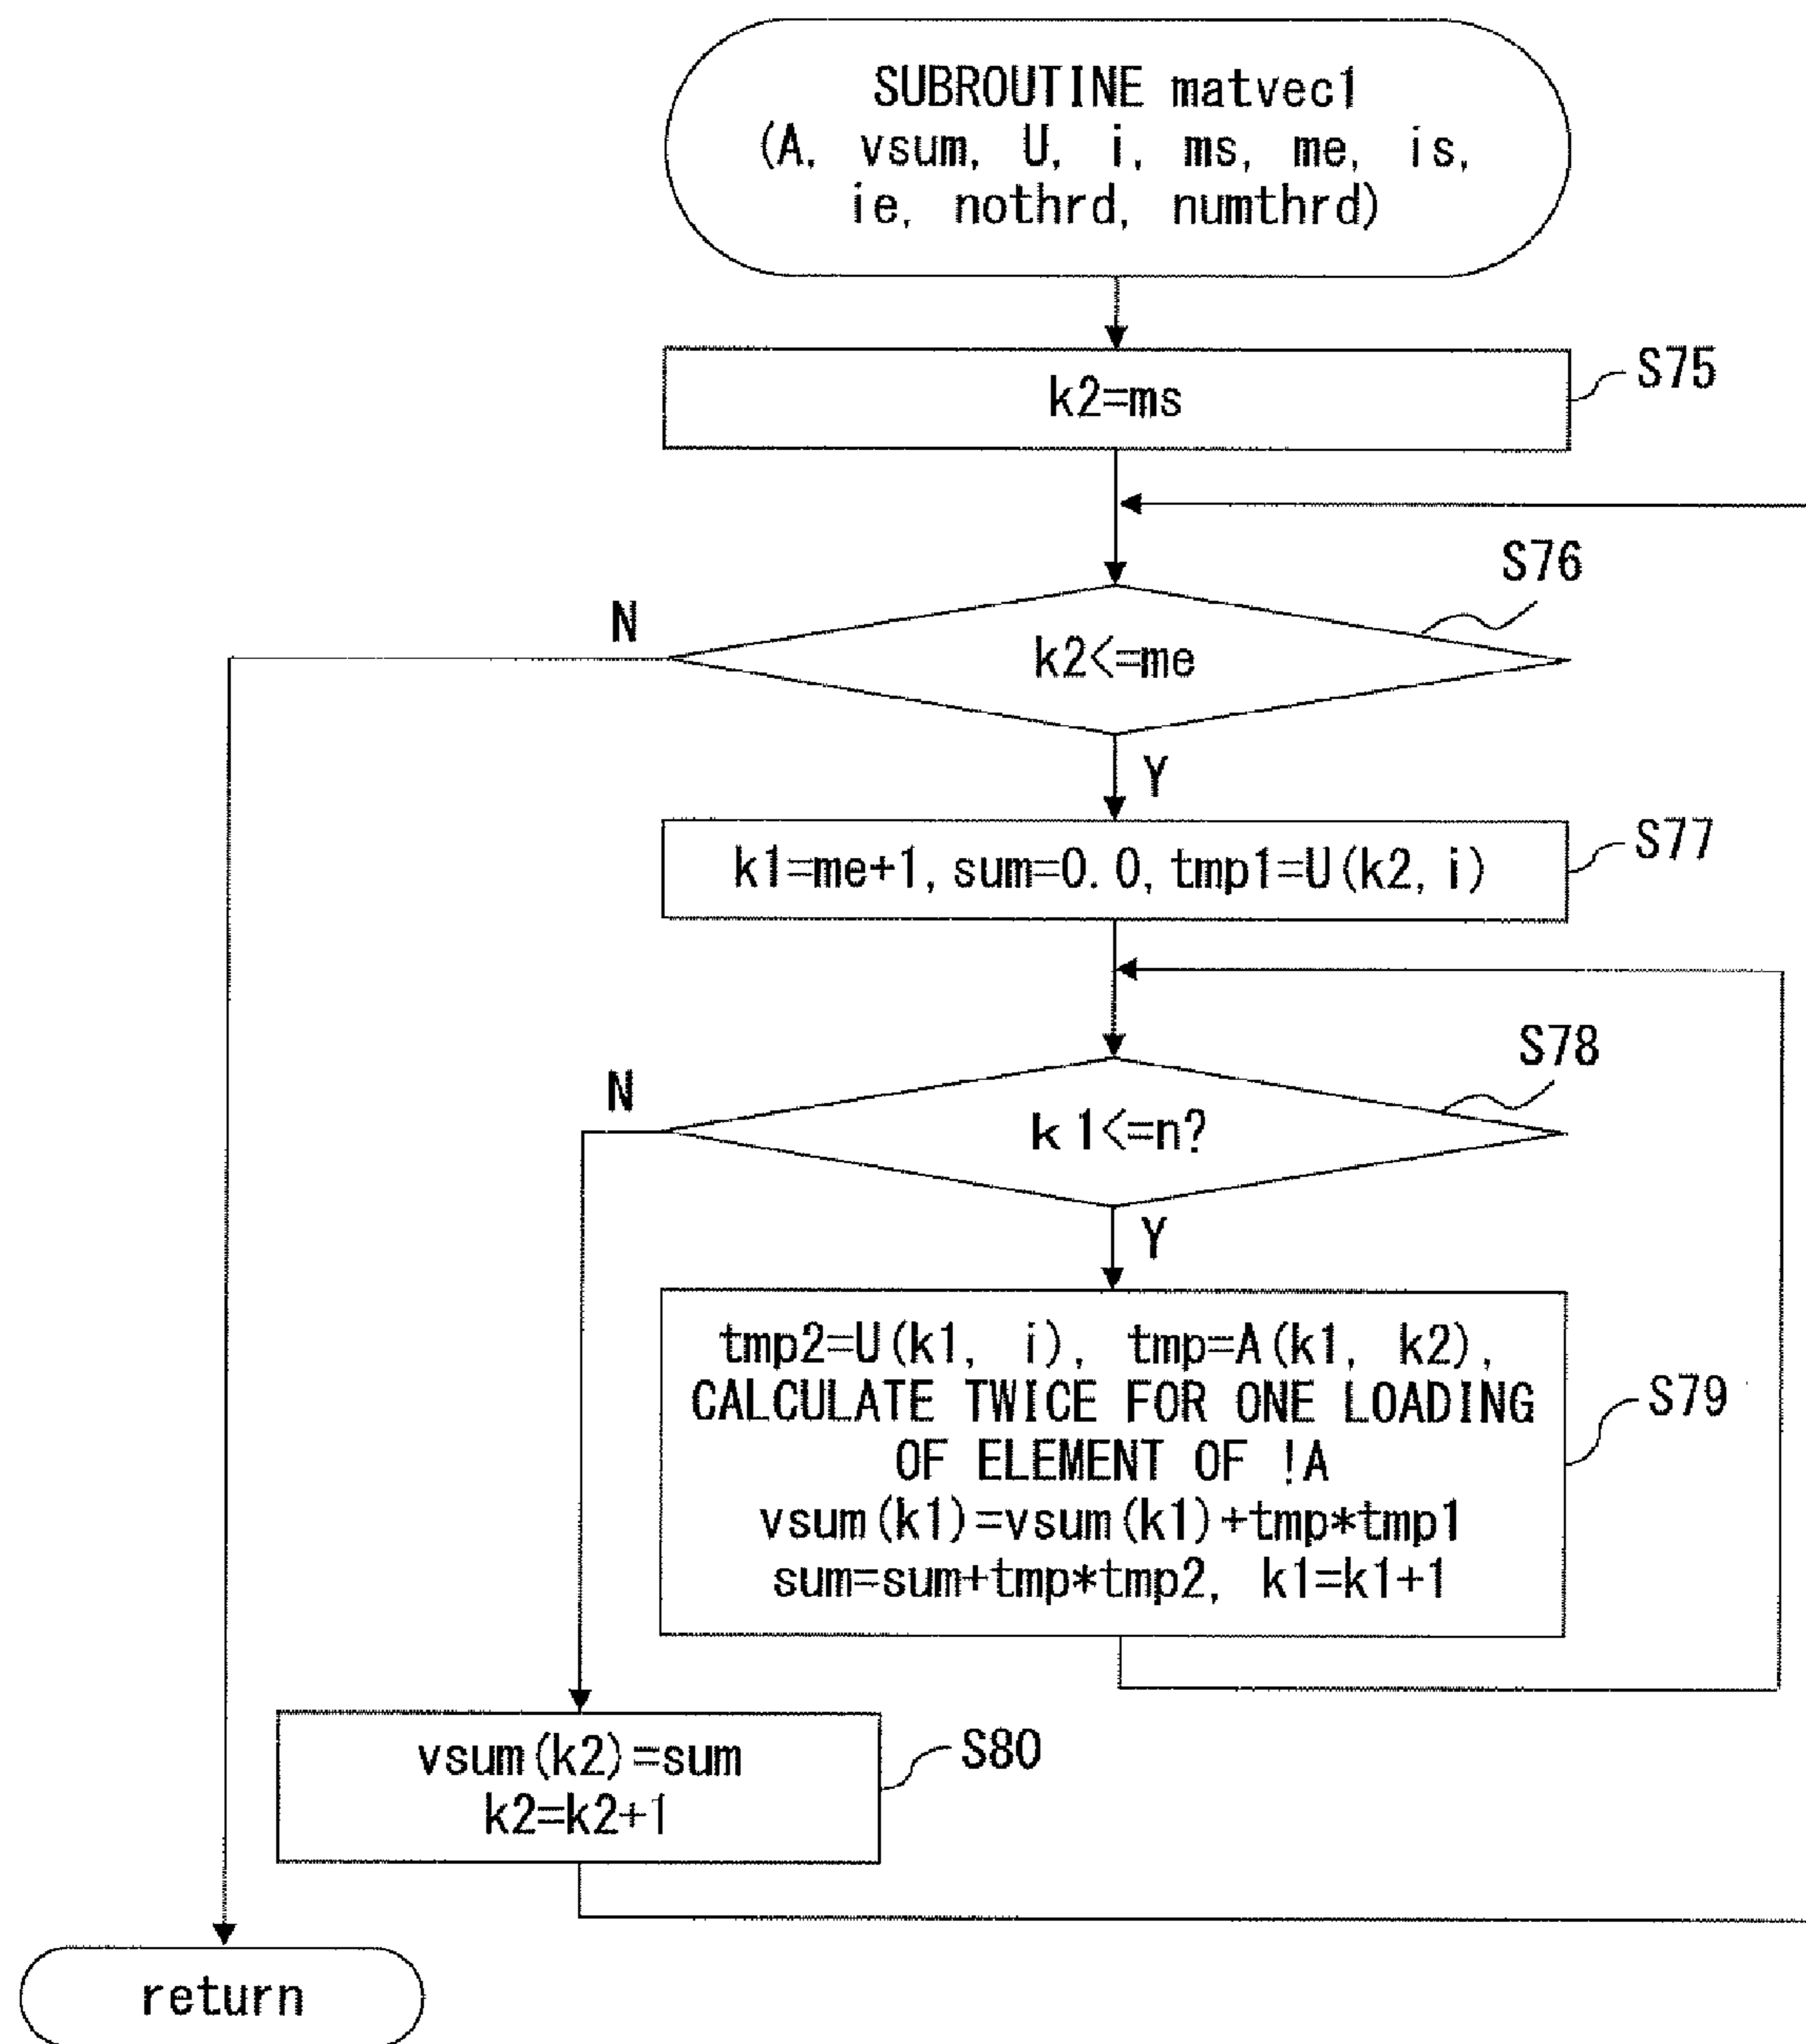 SUBROUTINE matvec1
(A, vsum, U, i, ms, me, is,
ie, nothrd, numthrd)
k2=ms
S75
S76
N
k2<=me
Y
S77
k1=me+1, sum=0.0, tmp1=U(k2, i)
S78
N
k1<=n?
Y
tmp2=U(k1, i), tmp=A(k1, k2),
CALCULATE TWICE FOR ONE LOADING
OF ELEMENT OF !A
vsum(k1)=vsum(k1)+tmp*tmp1
sum=sum+tmp*tmp2, k1=k1+1
S79
vsum(k2)=sum
k2=k2+1
S80
return